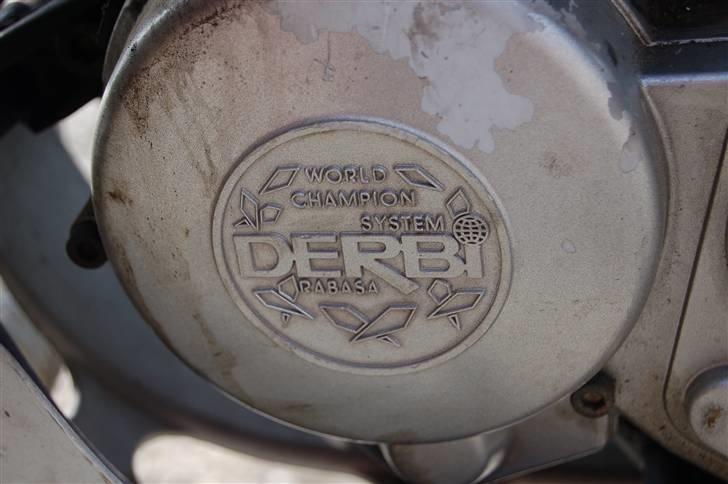 WORLD
CHAMPION
SYSTEM
DERBI
RABASA